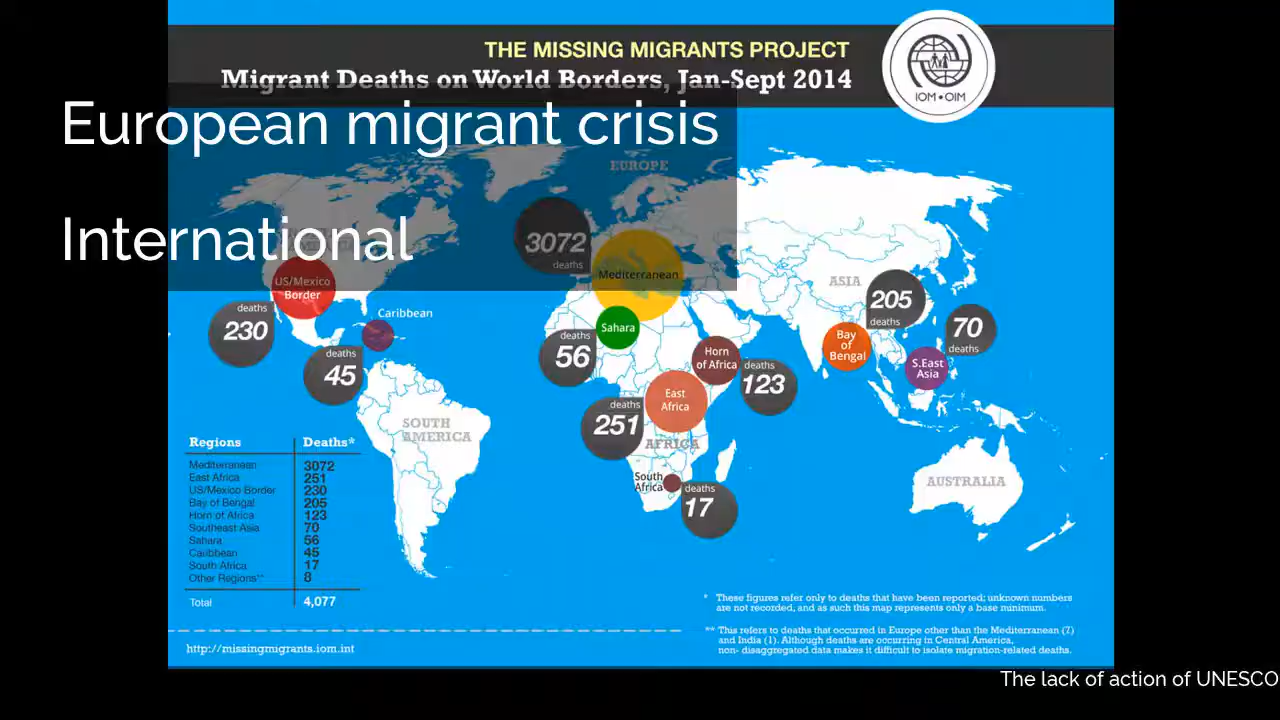 THE MISSING MIGRANTS PROJECT
Migrant Deaths on World Borders, Jan-Sept 2014
IOM • OIM
European migrant crisis
International
EUROPE
3072
deaths
Mediterranean
US/Mexico
Border
deaths
230
Caribbean
deaths
45
Sahara
deaths
56
Horn
of Africa
deaths
123
East
Africa
deaths
251
AFRICA
South
Africa
deaths
17
ASIA
205
deaths
Bay
of
Bengal
70
deaths
S.East
Asia
SOUTH
AMERICA
AUSTRALIA
Regions Deaths*
Mediterranean 3072
East Africa 251
US/Mexico Border 230
Bay of Bengal 205
Horn of Africa 123
Southeast Asia 70
Sahara 56
Caribbean 45
South Africa 17
Other Regions** 8
Total 4,077
http://missingmigrants.iom.int
* These figures refer only to deaths that have been reported; unknown numbers
are not recorded, and as such this map represents only a base minimum.
** This refers to deaths that occurred in Europe other than the Mediterranean (7)
and India (1). Although deaths are occurring in Central America,
non- disaggregated data makes it difficult to isolate migration-related deaths.
The lack of action of UNESCO